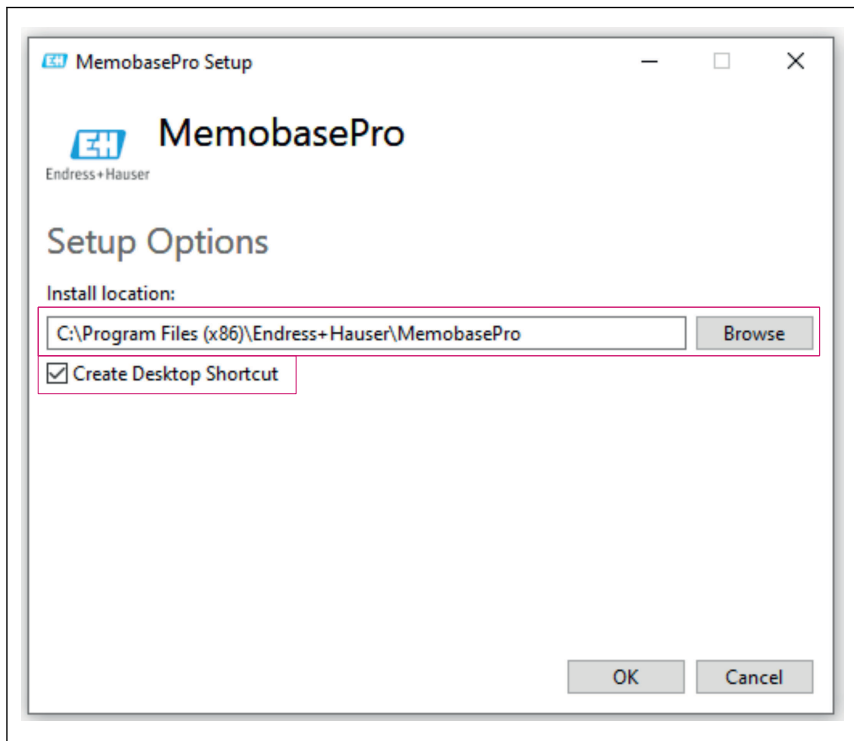 MemobasePro Setup
MemobasePro
EH
Endress+Hauser
Setup Options
Install location:
C:\Program Files (x86)\Endress+Hauser\MemobasePro
Browse
Create Desktop Shortcut
OK
Cancel